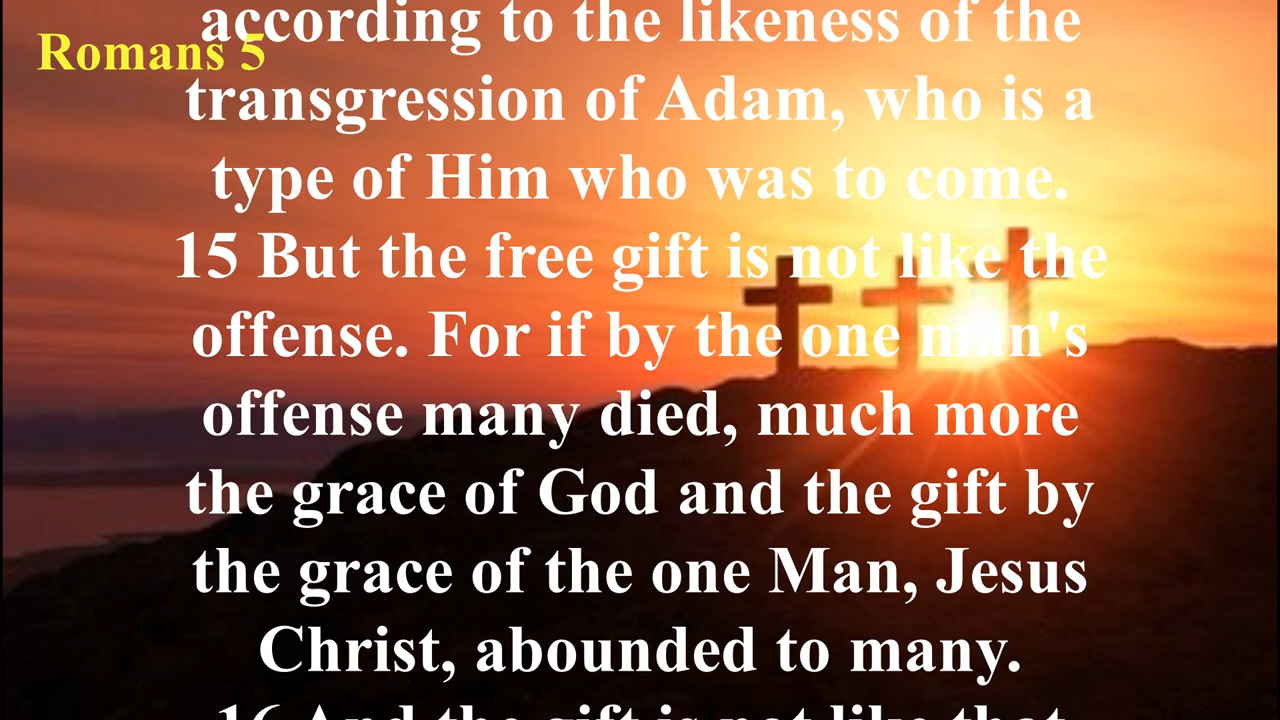 according to the likeness of the
Romans 5
transgression of Adam, who is a
type of Him who was to come.
15 But the free gift is not like the
offense. For if by the one man's
offense many died, much more
the grace of God and the gift by
the grace of the one Man, Jesus
Christ, abounded to many.
16 And the gift is not like that